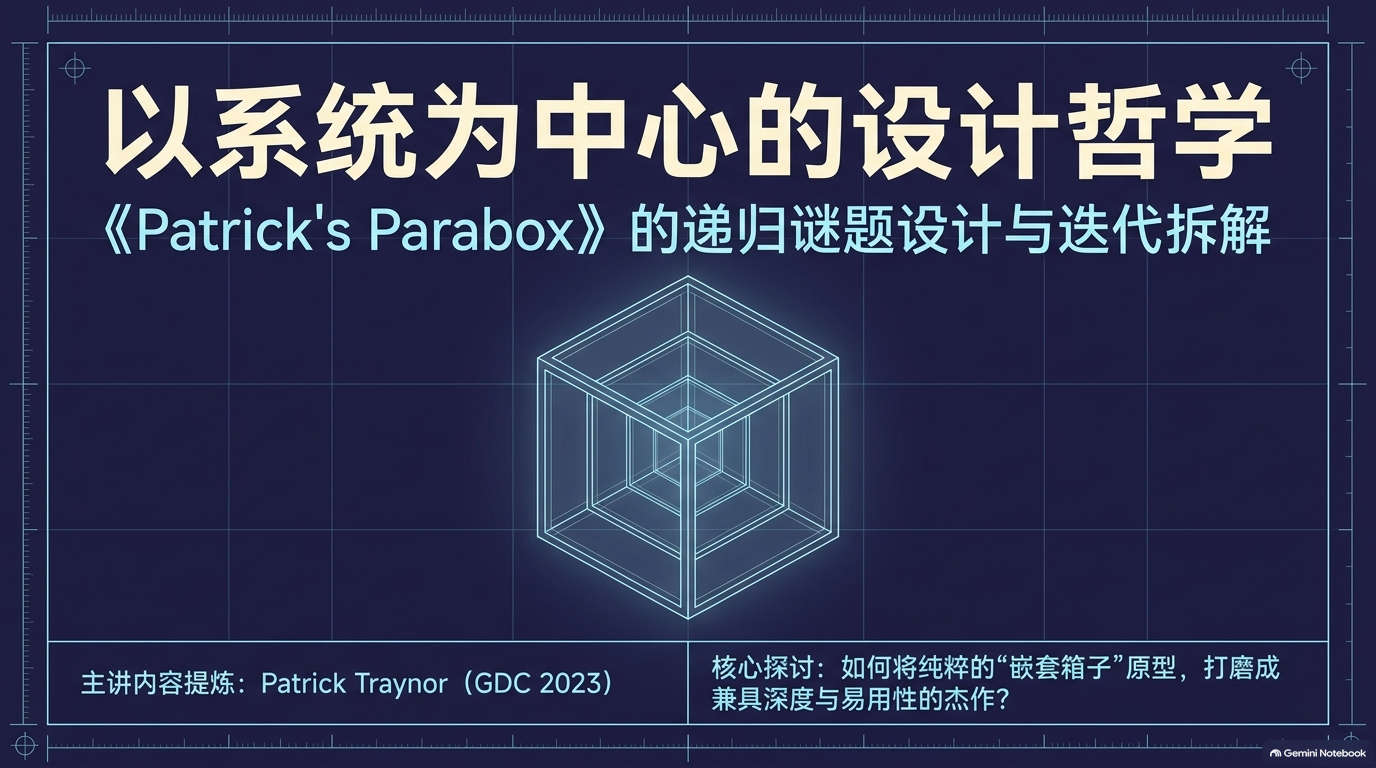 以系统为中心的设计哲学
《Patrick's Parabox》的递归谜题设计与迭代拆解
主讲内容提炼：Patrick Traynor（GDC 2023）
核心探讨：如何将纯粹的“嵌套箱子”原型，打磨成
兼具深度与易用性的杰作？
Gemini Notebook